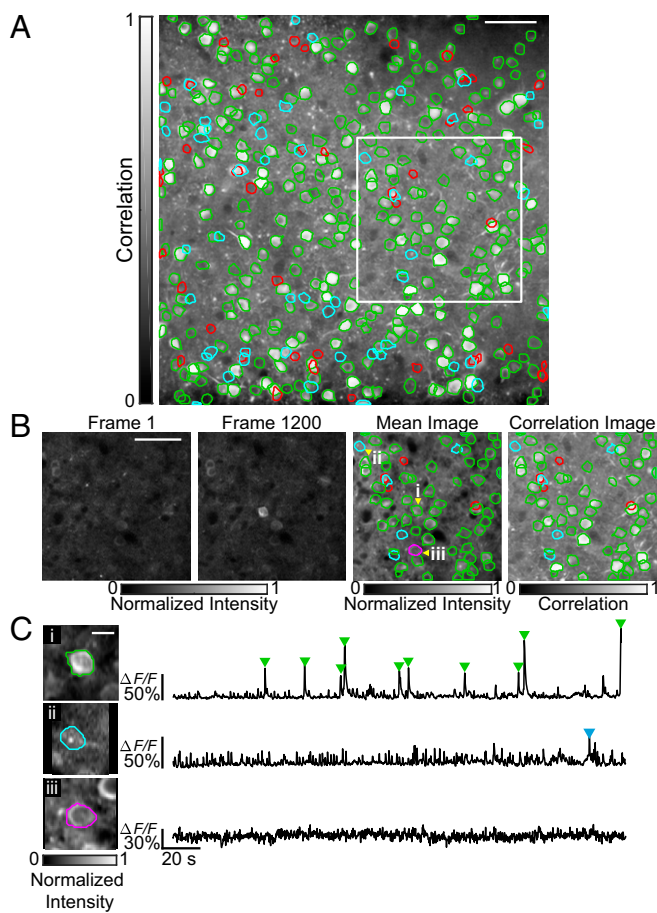 A
1
Correlation
0
B
Frame 1
Frame 1200
Mean Image
Correlation Image
ii
i
iii
0
1
Normalized Intensity
0
1
Normalized Intensity
0
1
Correlation
C
i
ΔF/F
50%
ii
ΔF/F
50%
iii
ΔF/F
30%
20 s
0
1
Normalized
Intensity